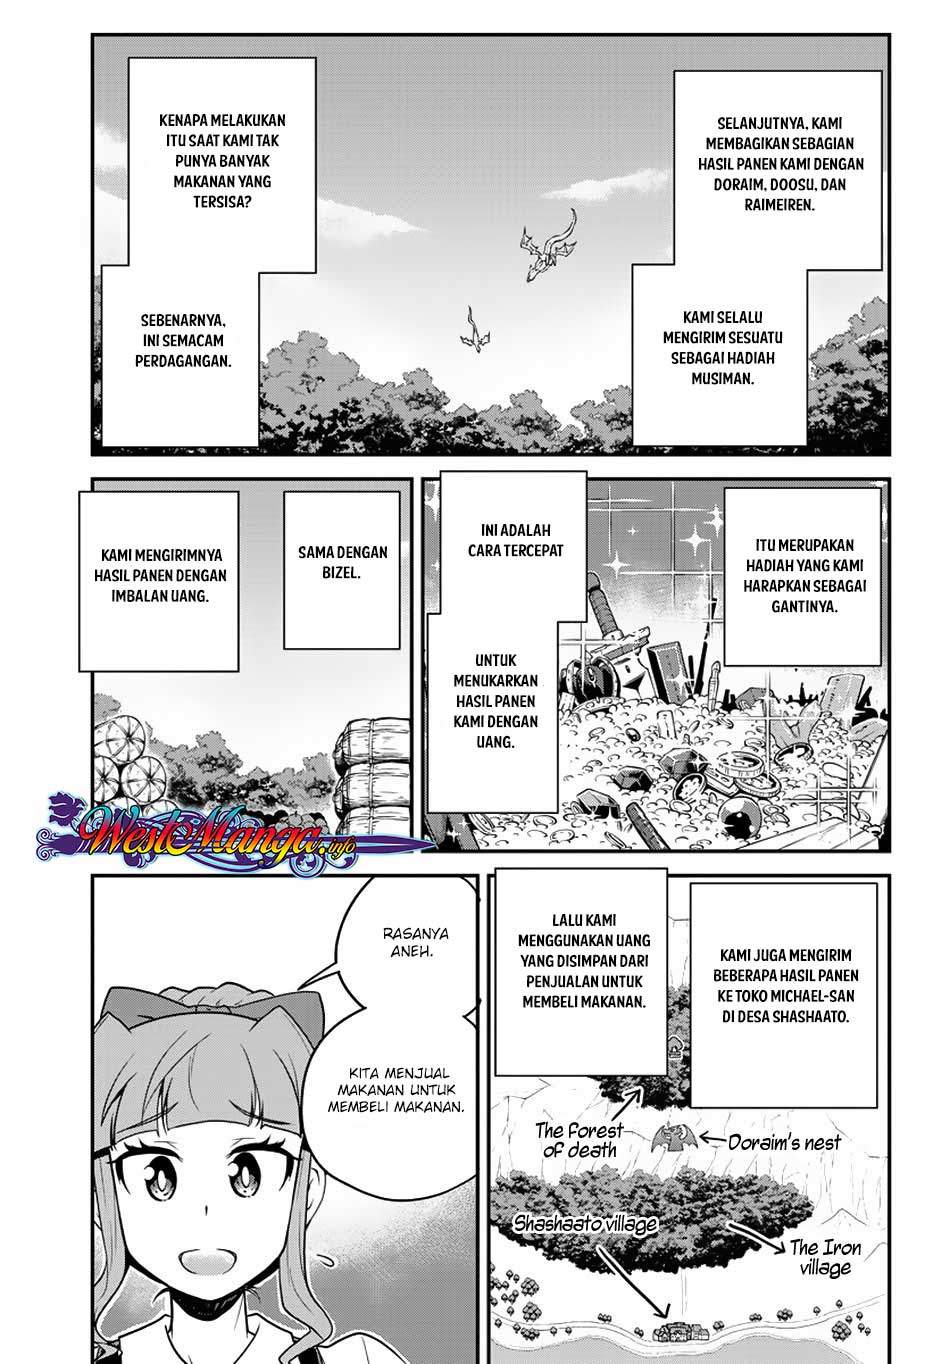 SELANJUTNYA, KAMI
MEMBAGIKAN SEBAGIAN
HASIL PANEN KAMI DENGAN
DORAIM, DOOSU, DAN
RAIMEIREN.
KAMI SELALU
MENGIRIM SESUATU
SEBAGAI HADIAH
MUSIMAN.
KENAPA MELAKUKAN
ITU SAAT KAMI TAK
PUNYA BANYAK
MAKANAN YANG
TERSISA?
SEBENARNYA,
INI SEMACAM
PERDAGANGAN.
ITU MERUPAKAN
HADIAH YANG KAMI
HARAPKAN SEBAGAI
GANTINYA.
INI ADALAH
CARA TERCEPAT
UNTUK
MENUKARKAN
HASIL PANEN
KAMI DENGAN
UANG.
SAMA DENGAN
BIZEL.
KAMI MENGIRIMNYA
HASIL PANEN DENGAN
IMBALAN UANG.
WestManga.info
KAMI JUGA MENGIRIM
BEBERAPA HASIL PANEN
KE TOKO MICHAEL-SAN
DI DESA SHASHAATO.
LALU KAMI
MENGGUNAKAN UANG
YANG DISIMPAN DARI
PENJUALAN UNTUK
MEMBELI MAKANAN.
The Forest
of death
Doraim's nest
Shashaato village
The Iron
village
RASANYA
ANEH.
KITA MENJUAL
MAKANAN UNTUK
MEMBELI MAKANAN.